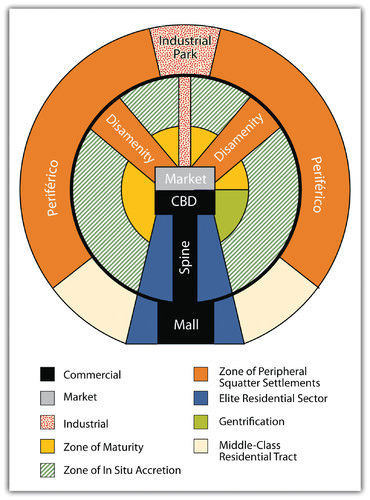 Industrial
Park
Disamenity
Disamenity
Periférico
Periférico
Market
CBD
Spine
Mall
Commercial
Market
Industrial
Zone of Maturity
Zone of In Situ Accretion
Zone of Peripheral
Squatter Settlements
Elite Residential Sector
Gentrification
Middle-Class
Residential Tract